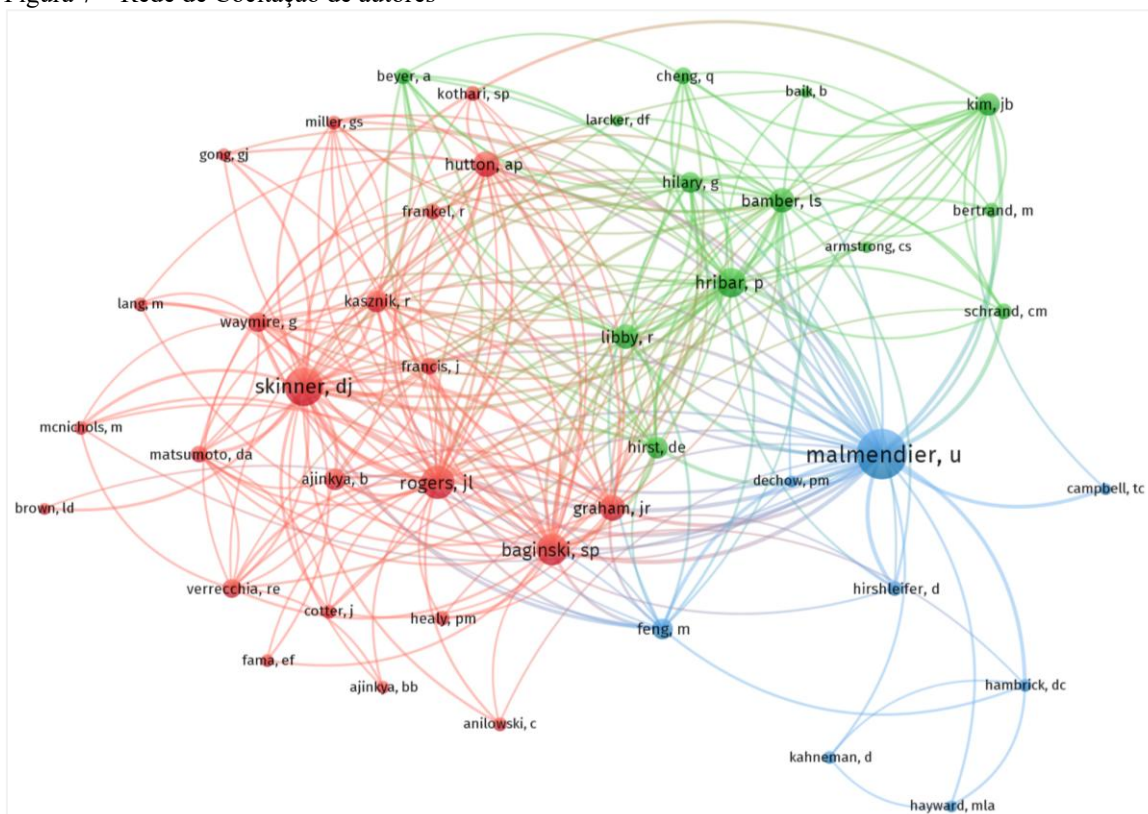 Figura 7 – Rede de Cocitação de autores
beyer, a
cheng, q
kothari, sp
baik, b
kim, jb
miller, gs
larcker, df
gong, gj
hutton, ap
hilary, g
bamber, ls
frankel, r
bertrand, m
armstrong, cs
hribar, p
lang, m
kasznik, r
waymire, g
schrand, cm
libby, r
francis, j
skinner, dj
mcnichols, m
hirst, de
malmendier, u
matsumoto, da
ajinkya, b
rogers, jl
dechow, pm
campbell, tc
brown, ld
graham, jr
baginski, sp
verrecchia, re
hirshleifer, d
cotter, j
healy, pm
feng, m
fama, ef
ajinkya, bb
hambrick, dc
anilowski, c
kahneman, d
hayward, mla